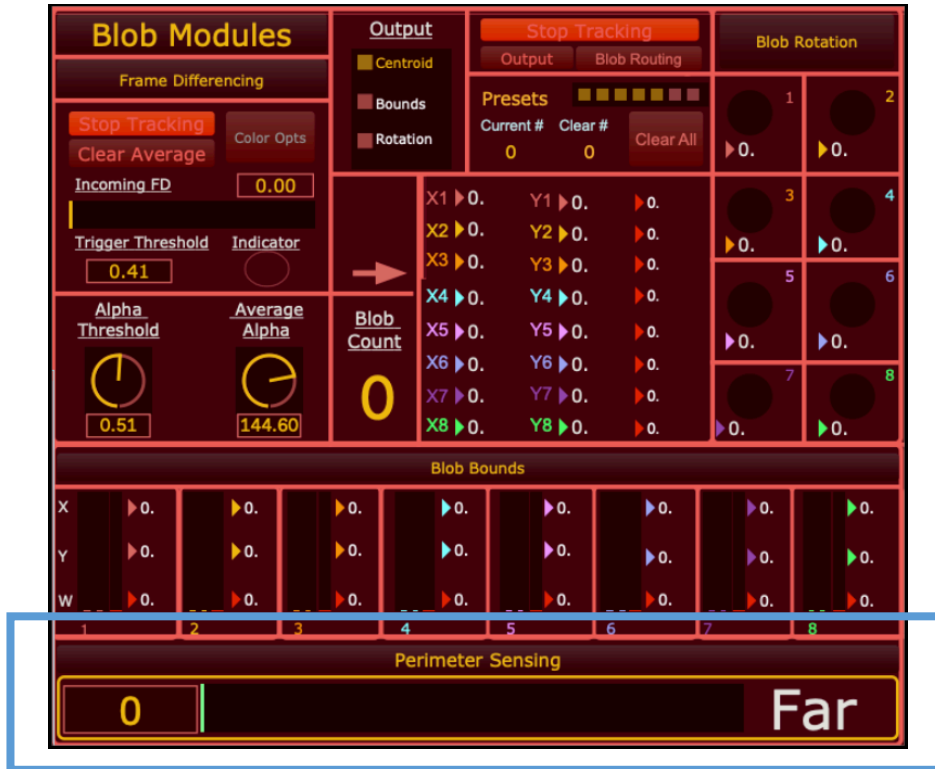 Blob Modules
Frame Differencing
Stop Tracking
Clear Average
Color Opts
Incoming FD 0.00
Trigger Threshold Indicator
0.41
Alpha Threshold
Average Alpha
0.51 144.60
Output
Centroid
Bounds
Rotation
Stop Tracking
Output Blob Routing
Presets
Current # Clear #
0 0
Clear All
Blob Count
0
X1 0. Y1 0. 0.
X2 0. Y2 0. 0.
X3 0. Y3 0. 0.
X4 0. Y4 0. 0.
X5 0. Y5 0. 0.
X6 0. Y6 0. 0.
X7 0. Y7 0. 0.
X8 0. Y8 0. 0.
Blob Rotation
1 2
0. 0.
3 4
0. 0.
5 6
0. 0.
7 8
0. 0.
Blob Bounds
X 0. 0. 0. 0. 0. 0. 0. 0.
Y 0. 0. 0. 0. 0. 0. 0. 0.
W 0. 0. 0. 0. 0. 0. 0. 0.
1 2 3 4 5 6 7 8
Perimeter Sensing
0 Far